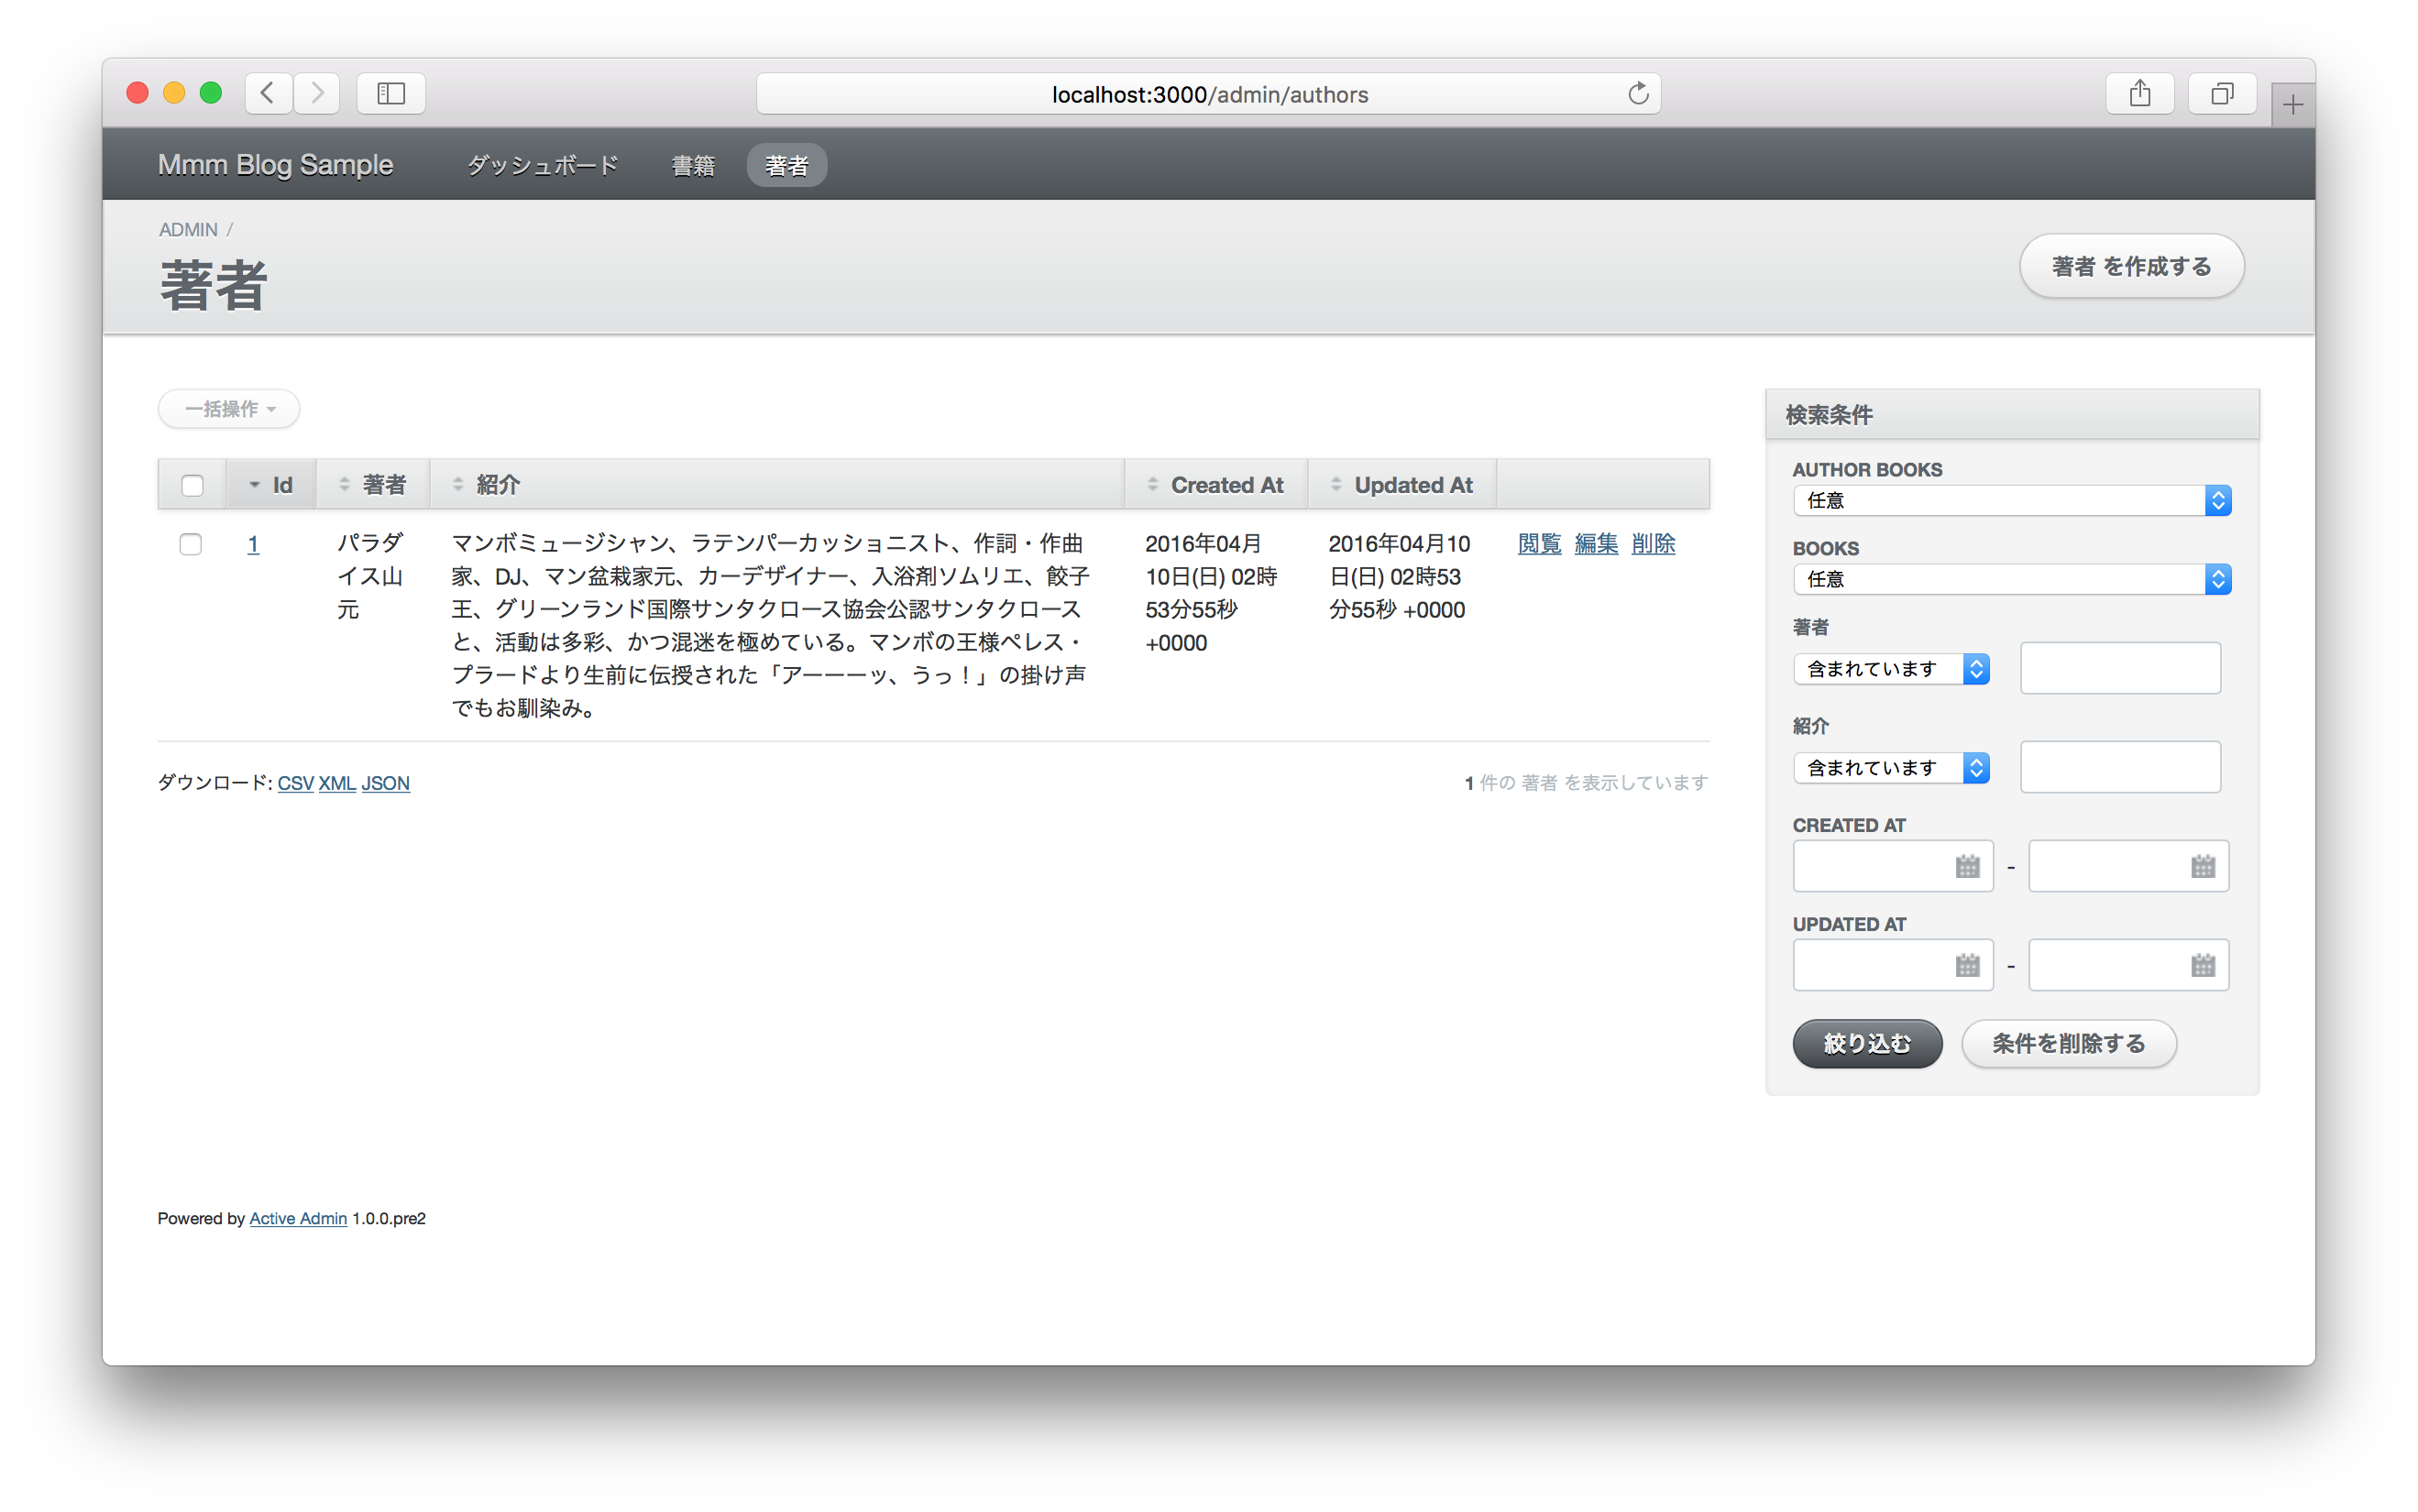 localhost:3000/admin/authors
Mmm Blog Sample ダッシュボード 書籍 著者
ADMIN /
著者
著者 を作成する
一括操作
Id 著者 紹介 Created At Updated At
1 パラダイス山元 マンボミュージシャン、ラテンパーカッショニスト、作詞・作曲
家、DJ、マン盆栽家元、カーデザイナー、入浴剤ソムリエ、餃子
王、グリーンランド国際サンタクロース協会公認サンタクロース
と、活動は多彩、かつ混迷を極めている。マンボの王様ペレス・
プラードより生前に伝授された「アーーーッ、うっ！」の掛け声
でもお馴染み。
2016年04月
10日(日) 02時
53分55秒
+0000
2016年04月10
日(日) 02時53
分55秒 +0000
閲覧 編集 削除
ダウンロード: CSV XML JSON
1 件の 著者 を表示しています
検索条件
AUTHOR BOOKS
任意
BOOKS
任意
著者
含まれています
紹介
含まれています
CREATED AT
-
UPDATED AT
-
絞り込む 条件を削除する
Powered by Active Admin 1.0.0.pre2